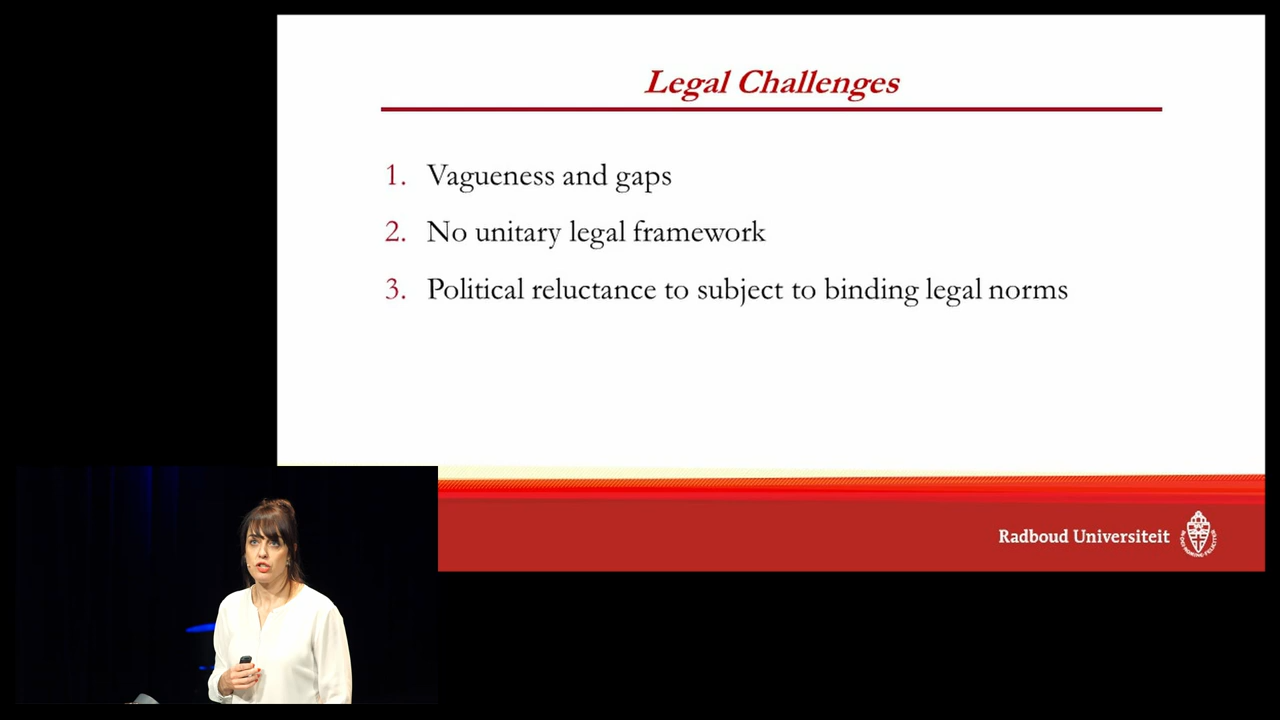 Legal Challenges
1. Vagueness and gaps
2. No unitary legal framework
3. Political reluctance to subject to binding legal norms
Radboud Universiteit